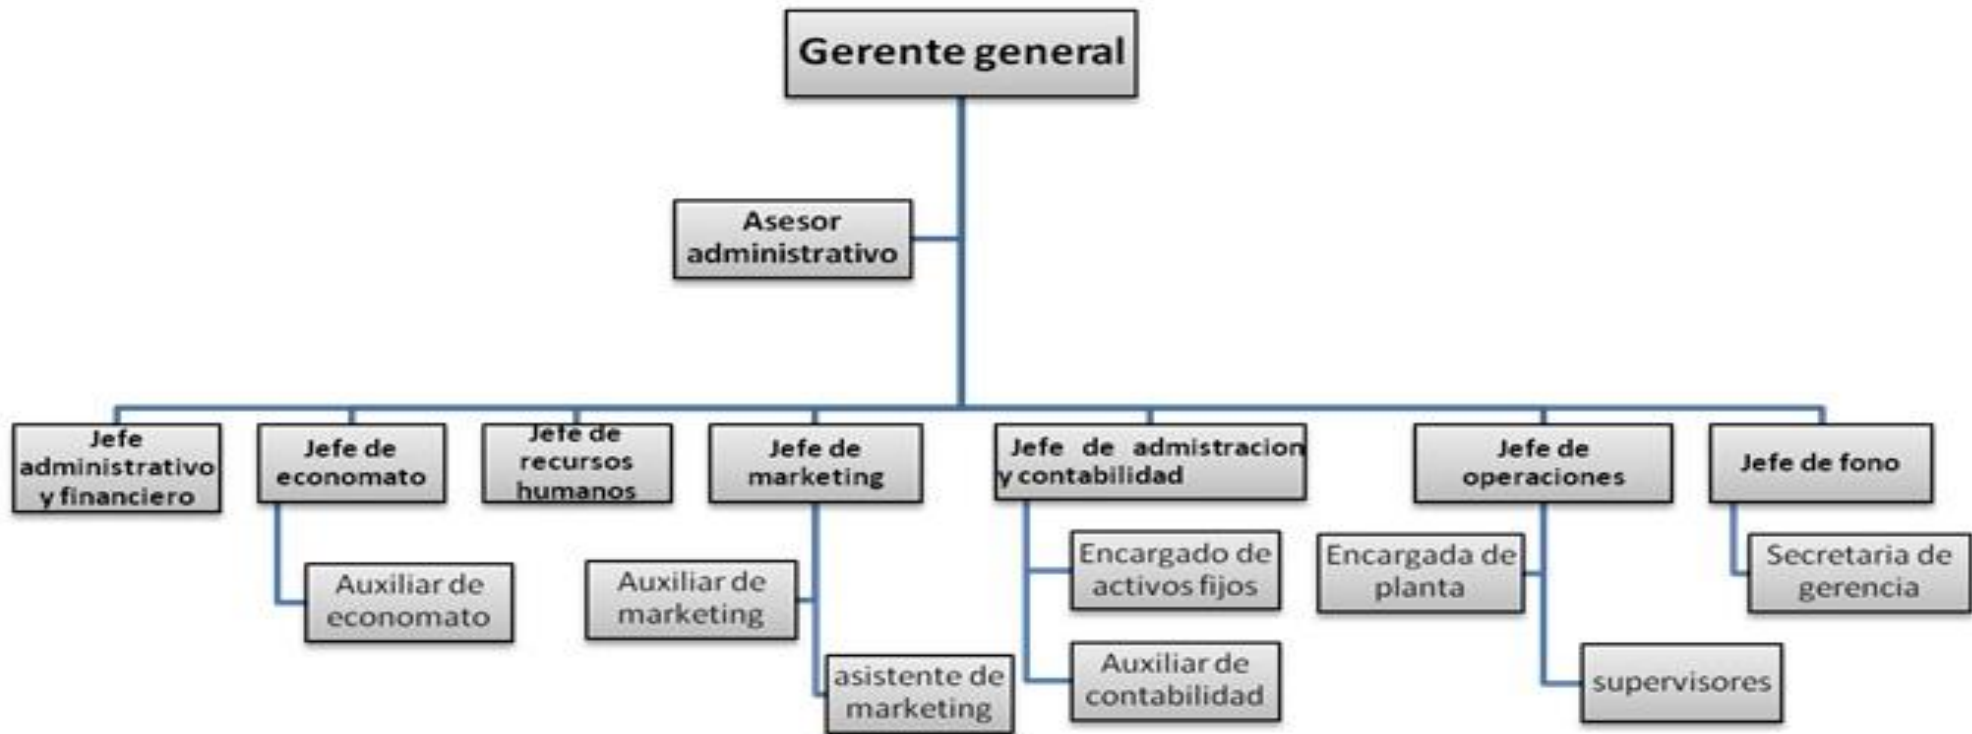 Gerente general
Asesor
administrativo
Jefe
administrativo
y financiero
Jefe de
economato
Jefe de
recursos
humanos
Jefe de
marketing
Jefe de admistracion
y contabilidad
Jefe de
operaciones
Jefe de fono
Auxiliar de
economato
Auxiliar de
marketing
asistente de
marketing
Encargado de
activos fijos
Auxiliar de
contabilidad
Encargada de
planta
supervisores
Secretaria de
gerencia